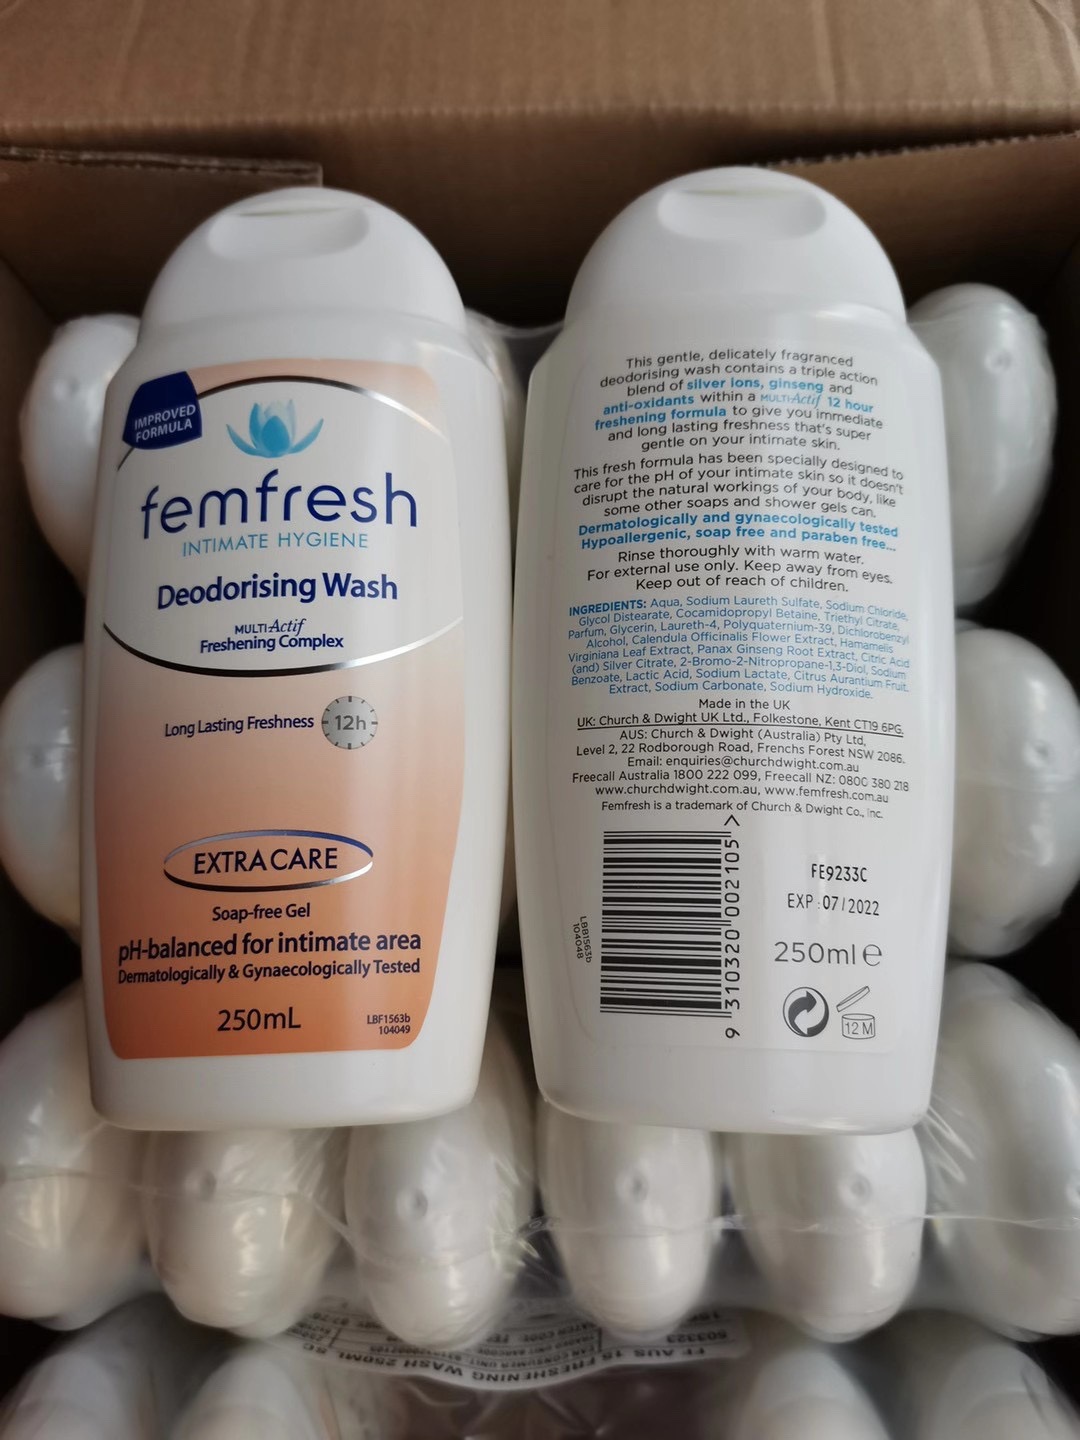 IMPROVED
FORMULA
femfresh
INTIMATE HYGIENE
Deodorising Wash
MULTI Actif
Freshening Complex
Long Lasting Freshness 12h
EXTRA CARE
Soap-free Gel
pH-balanced for intimate area
Dermatologically & Gynaecologically Tested
250mL
LBF1563b
104049
This gentle, delicately fragranced
deodorising wash contains a triple action
blend of silver ions, ginseng and
anti-oxidants within a MULTI Actif 12 hour
freshening formula to give you immediate
and long lasting freshness that's super
gentle on your intimate skin.
This fresh formula has been specially designed to
care for the pH of your intimate skin so it doesn't
disrupt the natural workings of your body, like
some other soaps and shower gels can.
Dermatologically and gynaecologically tested
Hypoallergenic, soap free and paraben free...
Rinse thoroughly with warm water.
For external use only. Keep away from eyes.
Keep out of reach of children.
INGREDIENTS: Aqua, Sodium Laureth Sulfate, Sodium Chloride,
Glycol Distearate, Cocamidopropyl Betaine, Triethyl Citrate,
Parfum, Glycerin, Laureth-4, Polyquaternium-39, Dichlorobenzyl
Alcohol, Calendula Officinalis Flower Extract, Hamamelis
Virginiana Leaf Extract, Panax Ginseng Root Extract, Citric Acid
(and) Silver Citrate, 2-Bromo-2-Nitropropane-1,3-Diol, Sodium
Benzoate, Lactic Acid, Sodium Lactate, Citrus Aurantium Fruit
Extract, Sodium Carbonate, Sodium Hydroxide.
Made in the UK
UK: Church & Dwight UK Ltd., Folkestone, Kent CT19 6PG.
AUS: Church & Dwight (Australia) Pty Ltd,
Level 2, 22 Rodborough Road, Frenchs Forest NSW 2086.
Email: enquiries@churchdwight.com.au
Freecall Australia 1800 222 099, Freecall NZ: 0800 380 218
www.churchdwight.com.au, www.femfresh.com.au
Femfresh is a trademark of Church & Dwight Co., Inc.
9 310320 002105 >
LBB1563b
104048
FE9233C
EXP :07/2022
250ml e
12 M
503323
FF AUS 15 FRESHENING WASH 250ML